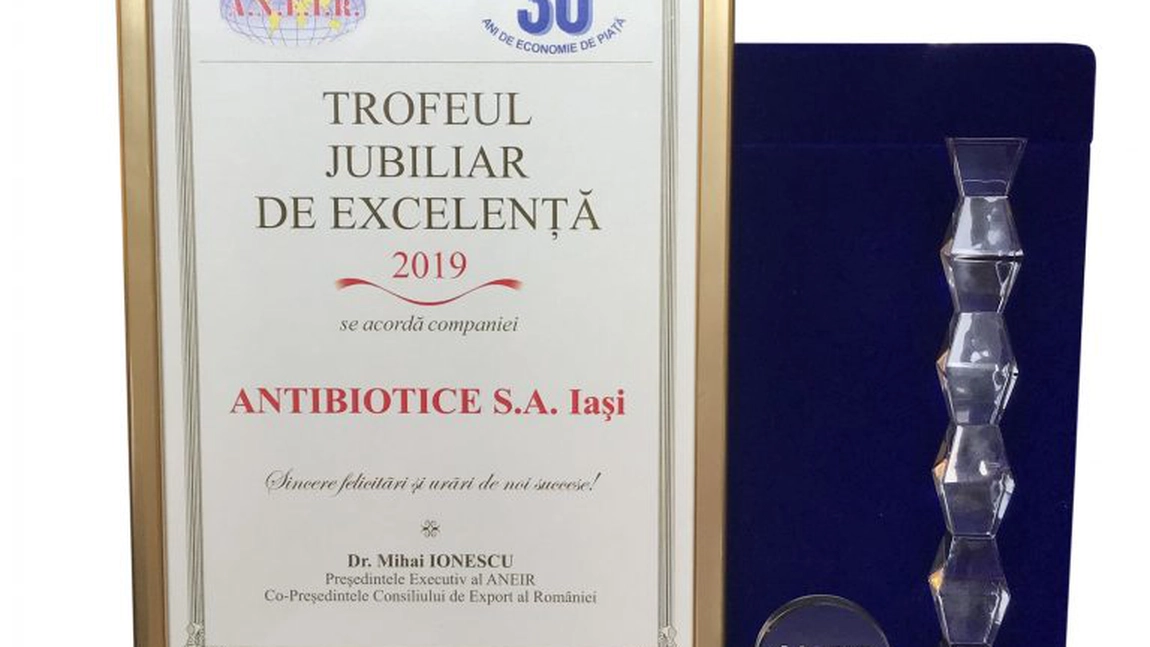 A.N.E.I.R.
30
ANI DE ECONOMIE DE PIAȚĂ
TROFEUL
JUBILIAR
DE EXCELENȚĂ
2019
se acordă companiei
ANTIBIOTICE S.A. Iaşi
Sincere felicitări şi urări de noi succese!
Dr. Mihai IONESCU
Preşedintele Executiv al ANEIR
Co-Preşedintele Consiliului de Export al României